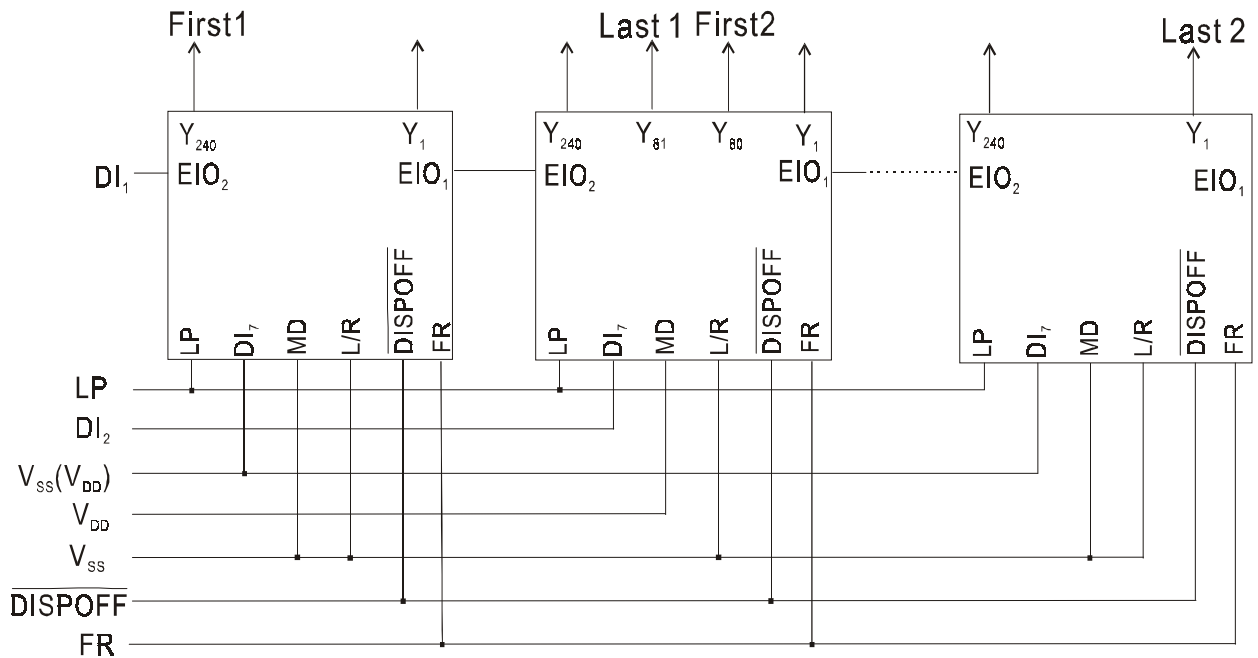 First1 Last 1 First2 Last 2
Y₂₄₀ Y₁ Y₂₄₀ Y₈₁ Y₈₀ Y₁ Y₂₄₀ Y₁
DI₁ EIO₂ EIO₁ EIO₂ EIO₁ EIO₂ EIO₁
LP DI₇ MD L/R DISPOFF FR LP DI₇ MD L/R DISPOFF FR LP DI₇ MD L/R DISPOFF FR
LP
DI₂
VSS(VDD)
VDD
VSS
DISPOFF
FR